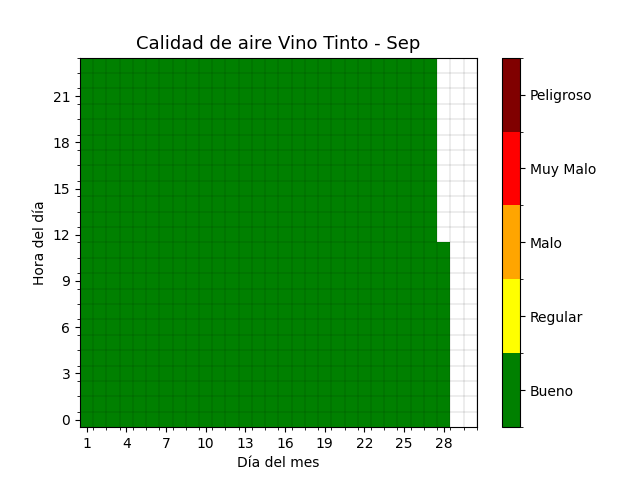 Calidad de aire Vino Tinto - Sep
Hora del día
21
18
15
12
9
6
3
0
1 4 7 10 13 16 19 22 25 28
Día del mes
Peligroso
Muy Malo
Malo
Regular
Bueno